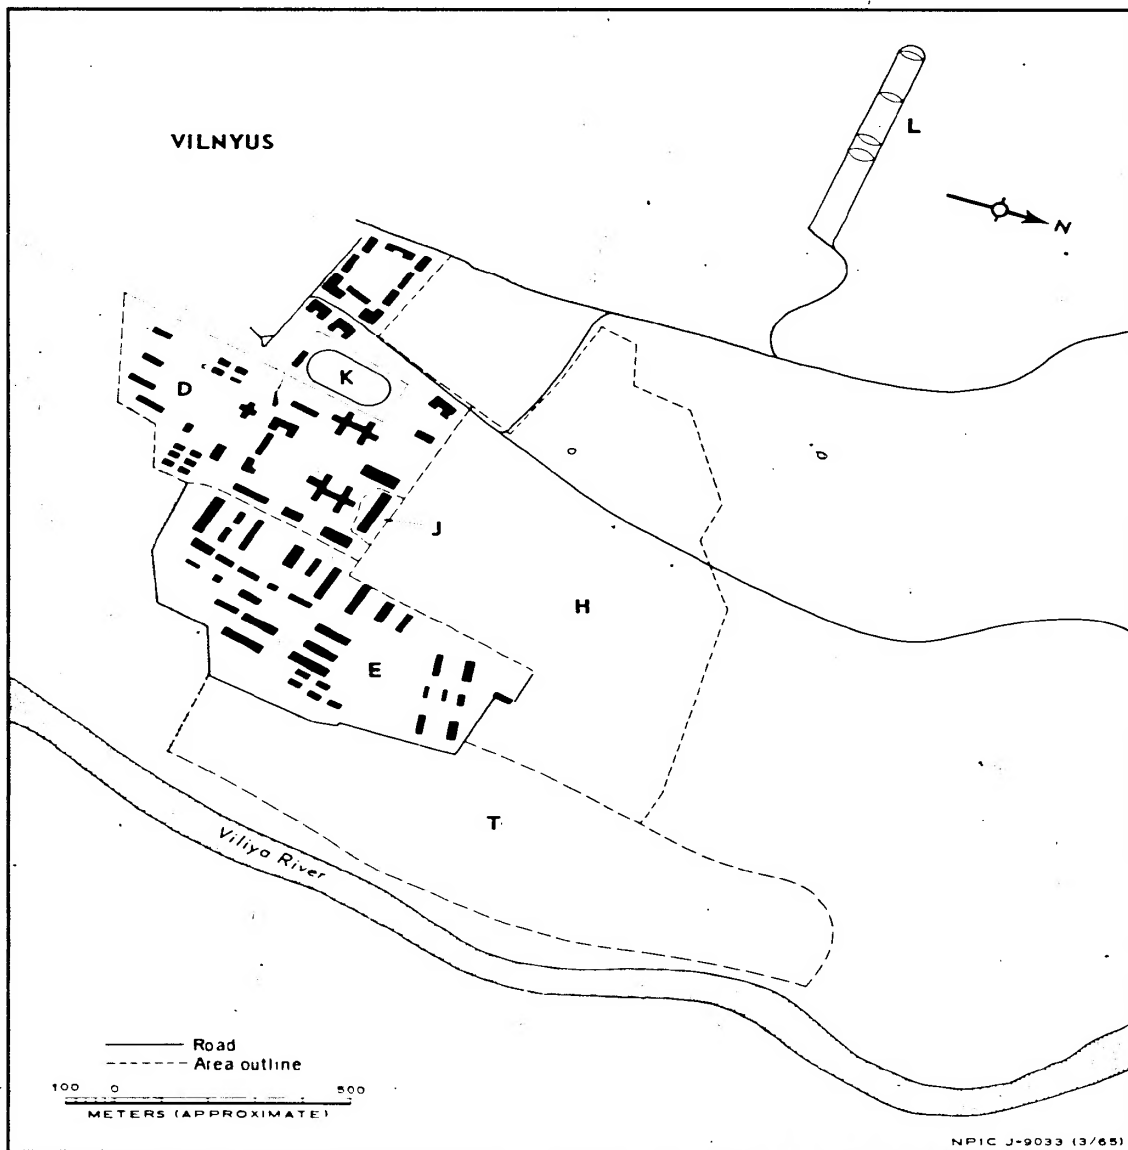 VILNYUS
L
N
K
D
J
H
E
T
Viliya River
Road
Area outline
100 0 500
METERS (APPROXIMATE)
NPIC J-9033 (3/65)